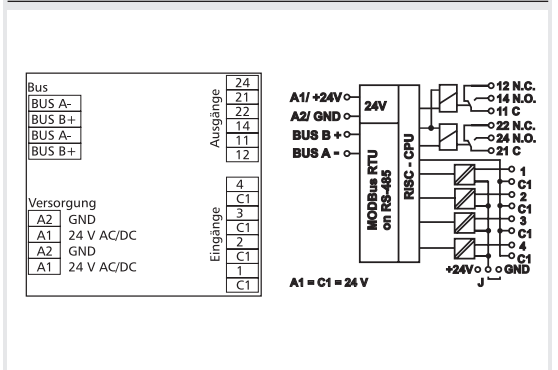 Bus
BUS A-
BUS B+
BUS A-
BUS B+
Versorgung
A2 GND
A1 24 V AC/DC
A2 GND
A1 24 V AC/DC
Ausgänge
24
21
22
14
11
12
Eingänge
4
C1
3
C1
2
C1
1
C1
A1/ +24V
A2/ GND
BUS B +
BUS A -
24V
MODBus RTU
on RS-485
RISC - CPU
12 N.C.
14 N.O.
11 C
22 N.C.
24 N.O.
21 C
1
C1
2
C1
3
C1
4
C1
+24V
GND
J
A1 = C1 = 24 V